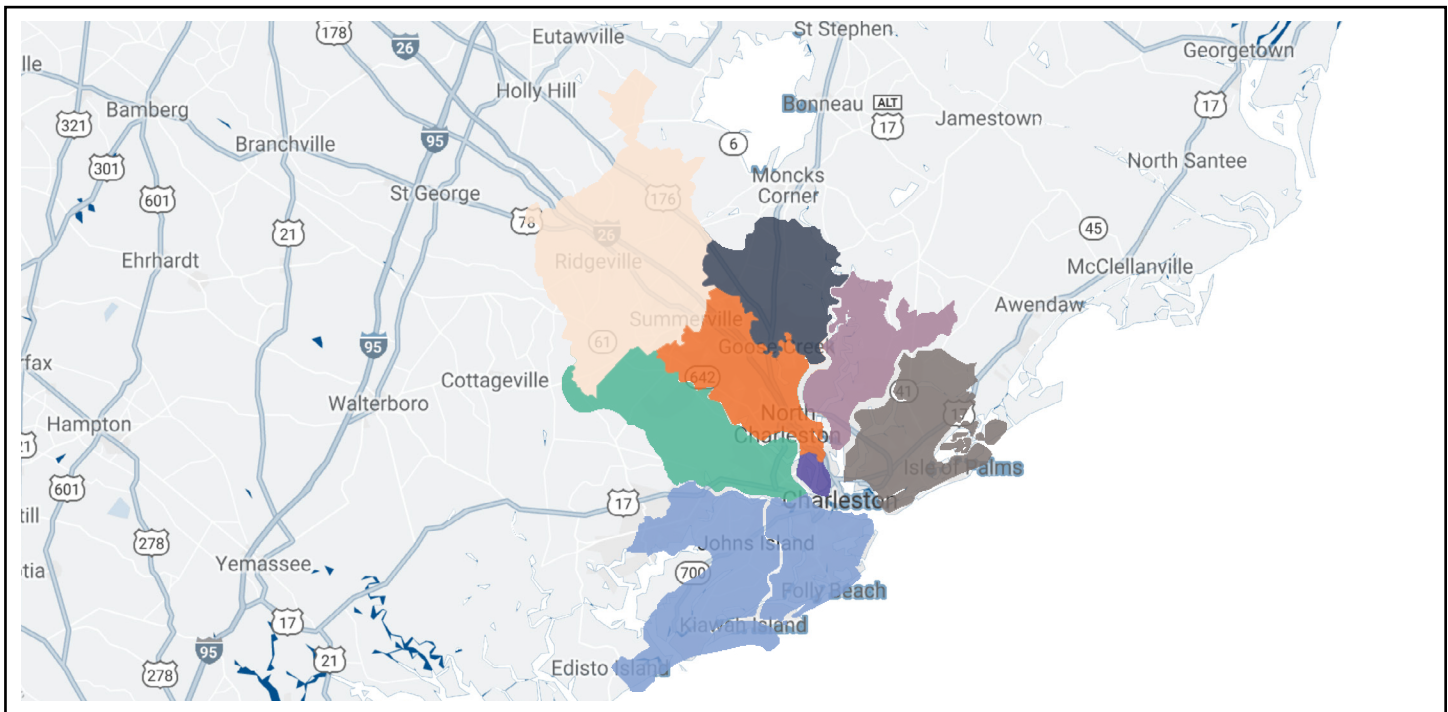 178
26
Eutawville
St Stephen
Georgetown
lle
Holly Hill
Bamberg
Bonneau
ALT
17
17
321
Jamestown
95
Branchville
6
North Santee
301
Moncks
Corner
601
St George
176
78
21
26
45
Ehrhardt
Ridgeville
McClellanville
Awendaw
Summerville
61
95
Goose Creek
rfax
Cottageville
642
41
Walterboro
17
Hampton
North
Charleston
21
601
Isle of Palms
17
Charleston
till
278
Johns Island
Yemassee
700
tia
Folly Beach
17
Kiawah Island
95
21
Edisto Island
278